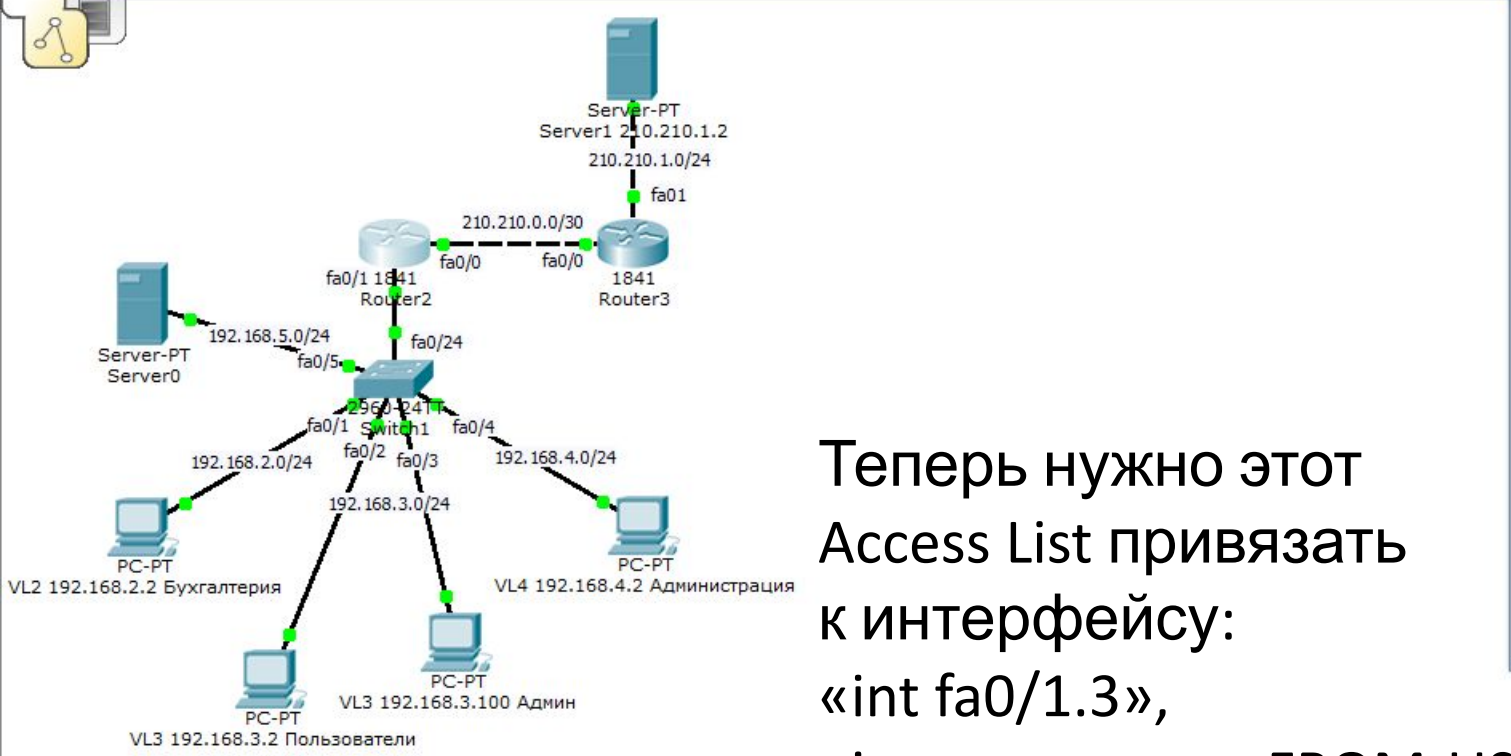 Server-PT
Server1 210.210.1.2
210.210.1.0/24
fa01
210.210.0.0/30
fa0/0
fa0/0
fa0/1 1841
Router2
1841
Router3
192.168.5.0/24
fa0/24
Server-PT
Server0
fa0/5
2960-24TT
Switch1
fa0/1
fa0/4
fa0/2
fa0/3
192.168.2.0/24
192.168.4.0/24
192.168.3.0/24
PC-PT
VL2 192.168.2.2 Бухгалтерия
PC-PT
VL4 192.168.4.2 Администрация
PC-PT
VL3 192.168.3.100 Админ
PC-PT
VL3 192.168.3.2 Пользователи
Теперь нужно этот
Access List привязать
к интерфейсу:
«int fa0/1.3»,